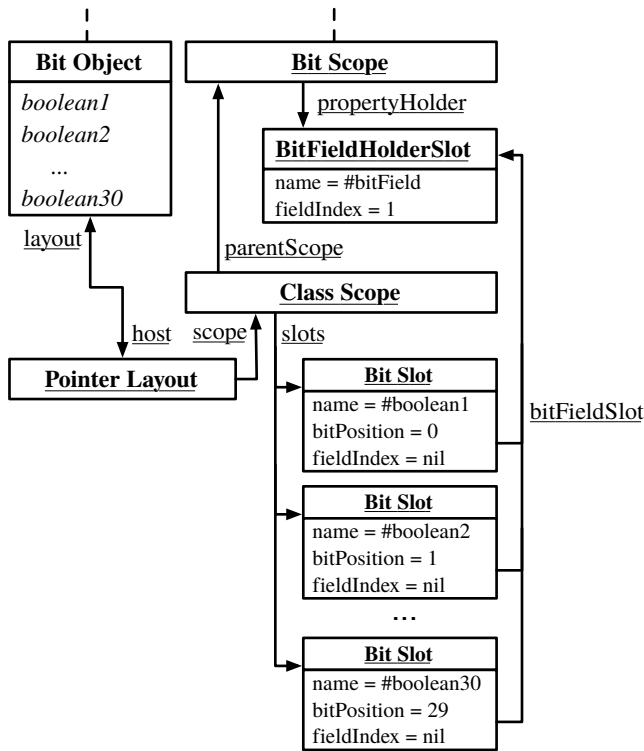 Bit Object
boolean1
boolean2
...
boolean30
Bit Scope
propertyHolder
BitFieldHolderSlot
name = #bitField
fieldIndex = 1
layout
parentScope
Class Scope
host
scope
slots
Pointer Layout
Bit Slot
name = #boolean1
bitPosition = 0
fieldIndex = nil
bitFieldSlot
Bit Slot
name = #boolean2
bitPosition = 1
fieldIndex = nil
...
Bit Slot
name = #boolean30
bitPosition = 29
fieldIndex = nil